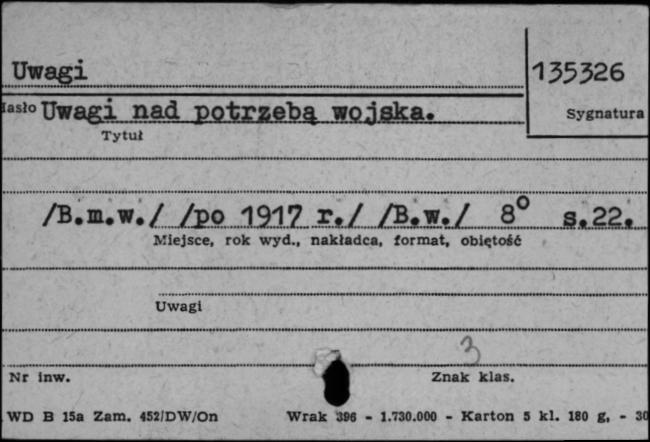 Uwagi
135326
Hasło Uwagi nad potrzebą wojska.
Sygnatura
Tytuł
/B.m.w./ /po 1917 r./ /B.w./ 8° s.22.
Miejsce, rok wyd., nakładca, format, objętość
Uwagi
3
Nr inw.
Znak klas.
WD B 15a Zam. 452/DW/On Wrak 396 - 1.730.000 - Karton 5 kl. 180 g, - 30